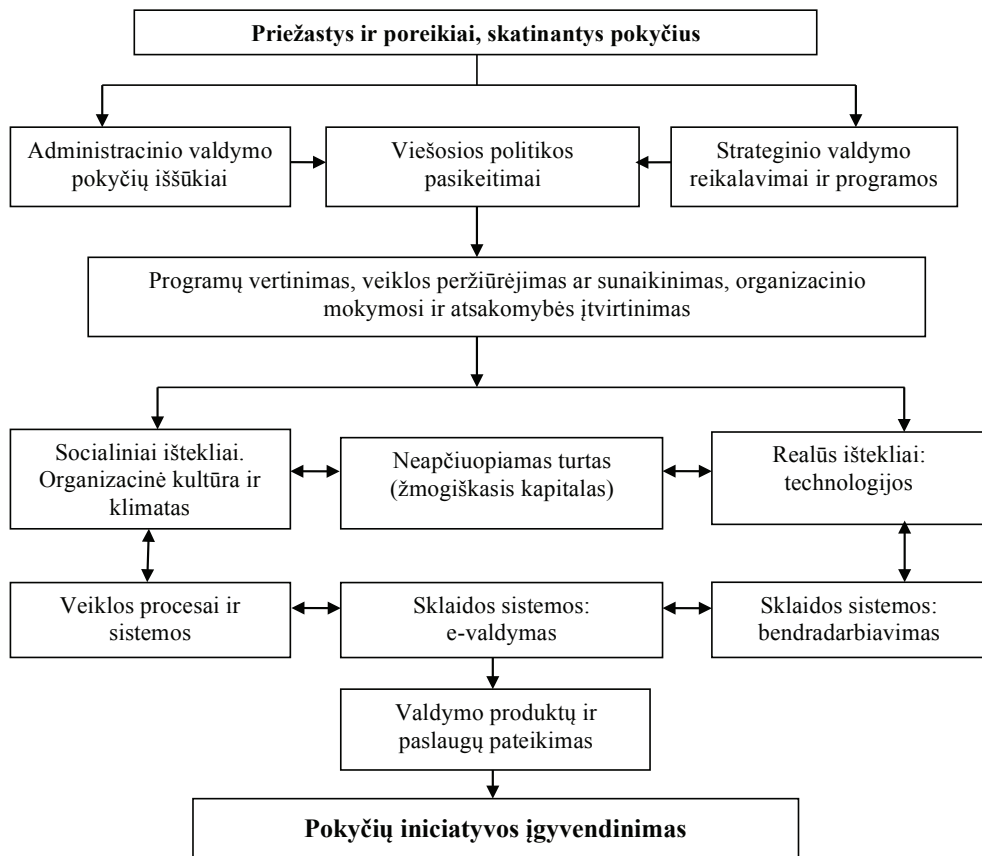 Priežastys ir poreikiai, skatinantys pokyčius
Administracinio valdymo
pokyčių iššūkiai
Viešosios politikos
pasikeitimai
Strateginio valdymo
reikalavimai ir programos
Programų vertinimas, veiklos peržiūrėjimas ar sunaikinimas, organizacinio
mokymosi ir atsakomybės įtvirtinimas
Socialiniai ištekliai.
Organizacinė kultūra ir
klimatas
Neapčiuopiamas turtas
(žmogiškasis kapitalas)
Realūs ištekliai:
technologijos
Veiklos procesai ir
sistemos
Sklaidos sistemos:
e-valdymas
Sklaidos sistemos:
bendradarbiavimas
Valdymo produktų ir
paslaugų pateikimas
Pokyčių iniciatyvos įgyvendinimas